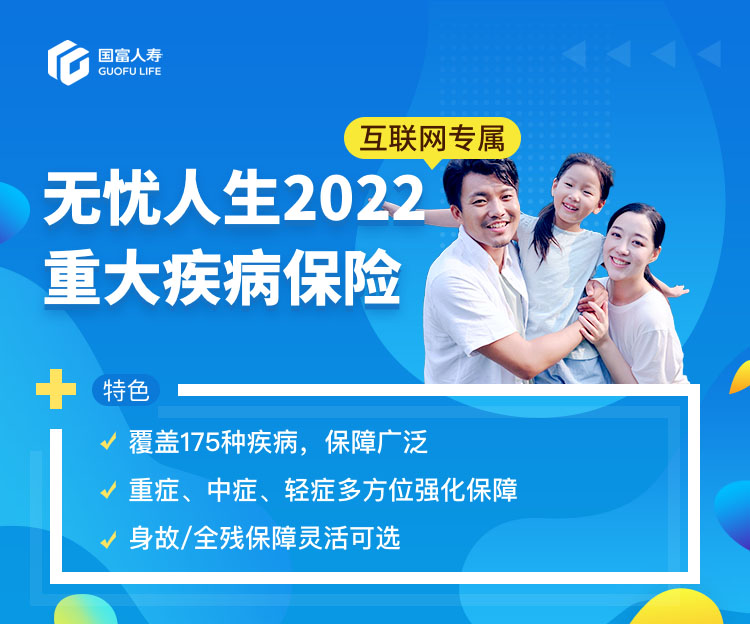 国富人寿
GUOFU LIFE
互联网专属
无忧人生2022
重大疾病保险
特色
覆盖175种疾病，保障广泛
重症、中症、轻症多方位强化保障
身故/全残保障灵活可选